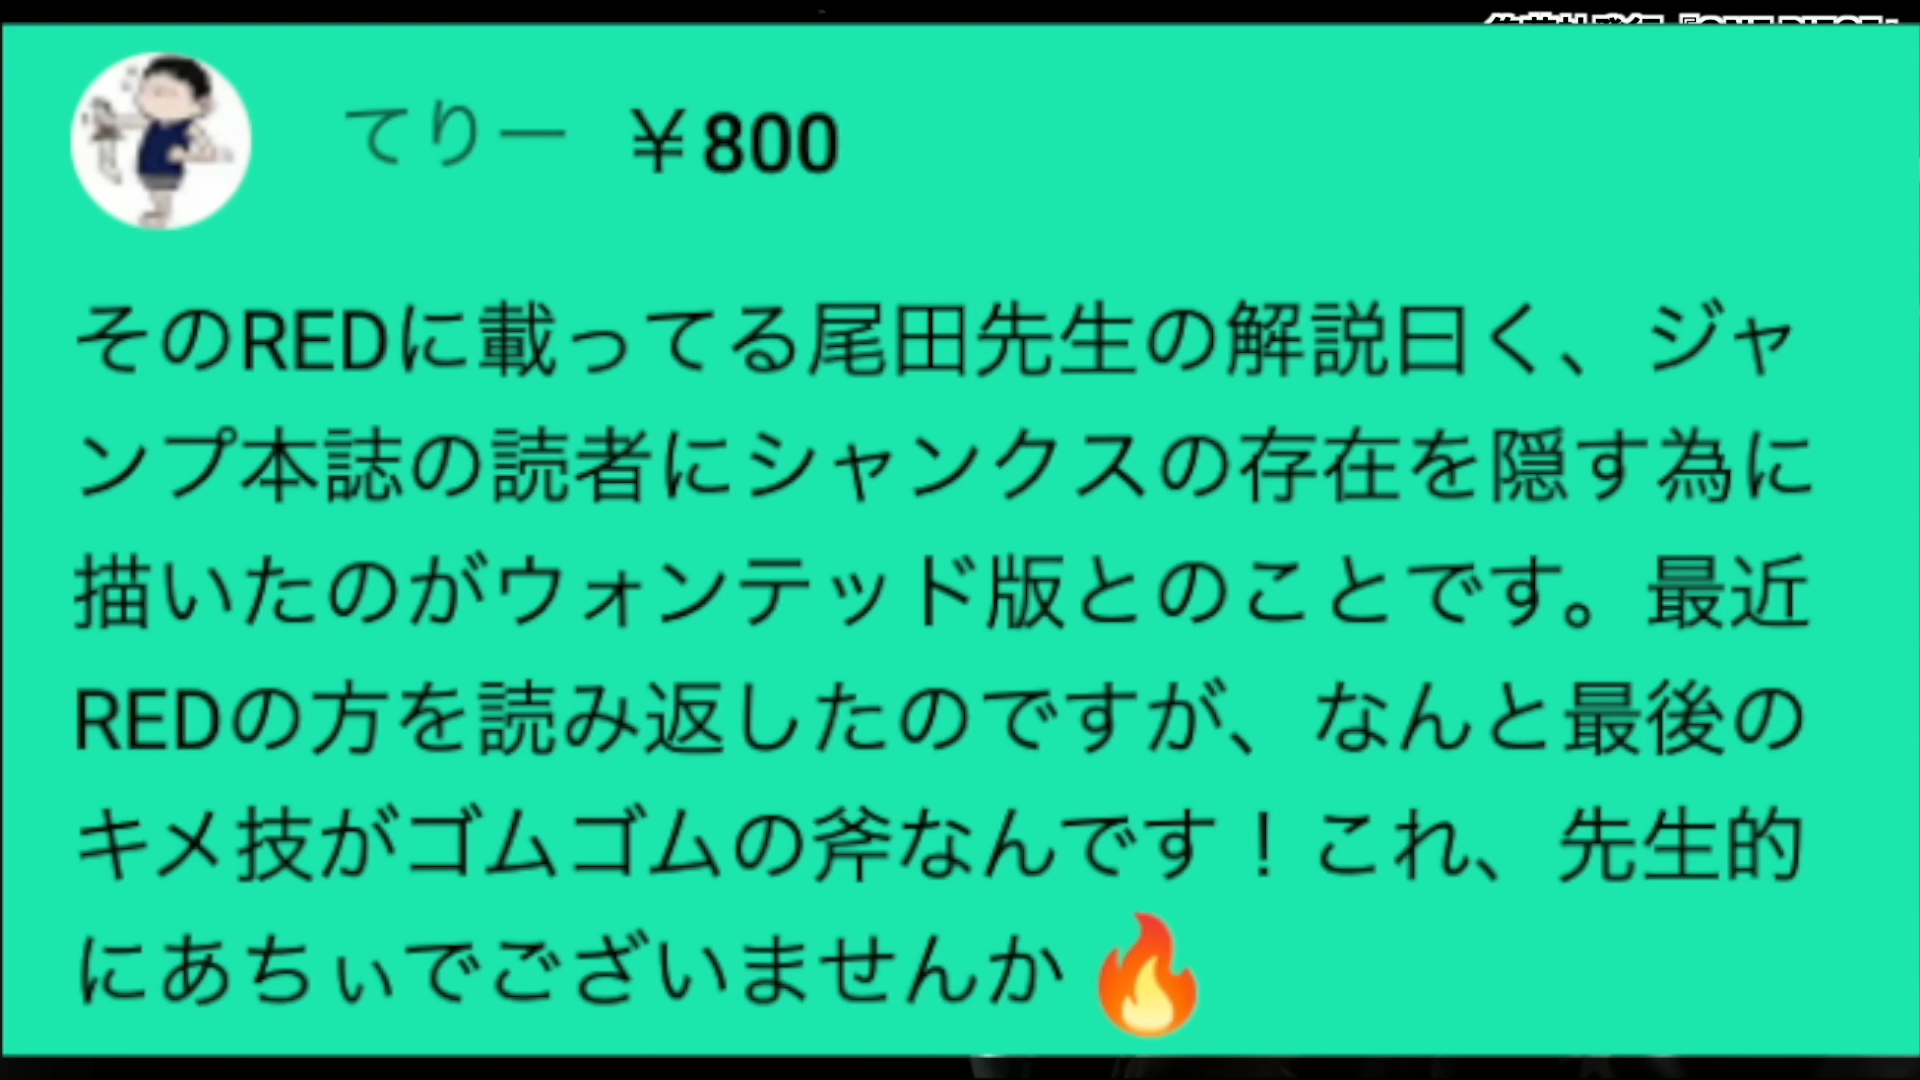 てりー ￥800
そのREDに載ってる尾田先生の解説曰く、ジャ
ンプ本誌の読者にシャンクスの存在を隠す為に
描いたのがウォンテッド版とのことです。最近
REDの方を読み返したのですが、なんと最後の
キメ技がゴムゴムの斧なんです！これ、先生的
にあちぃでございませんか🔥